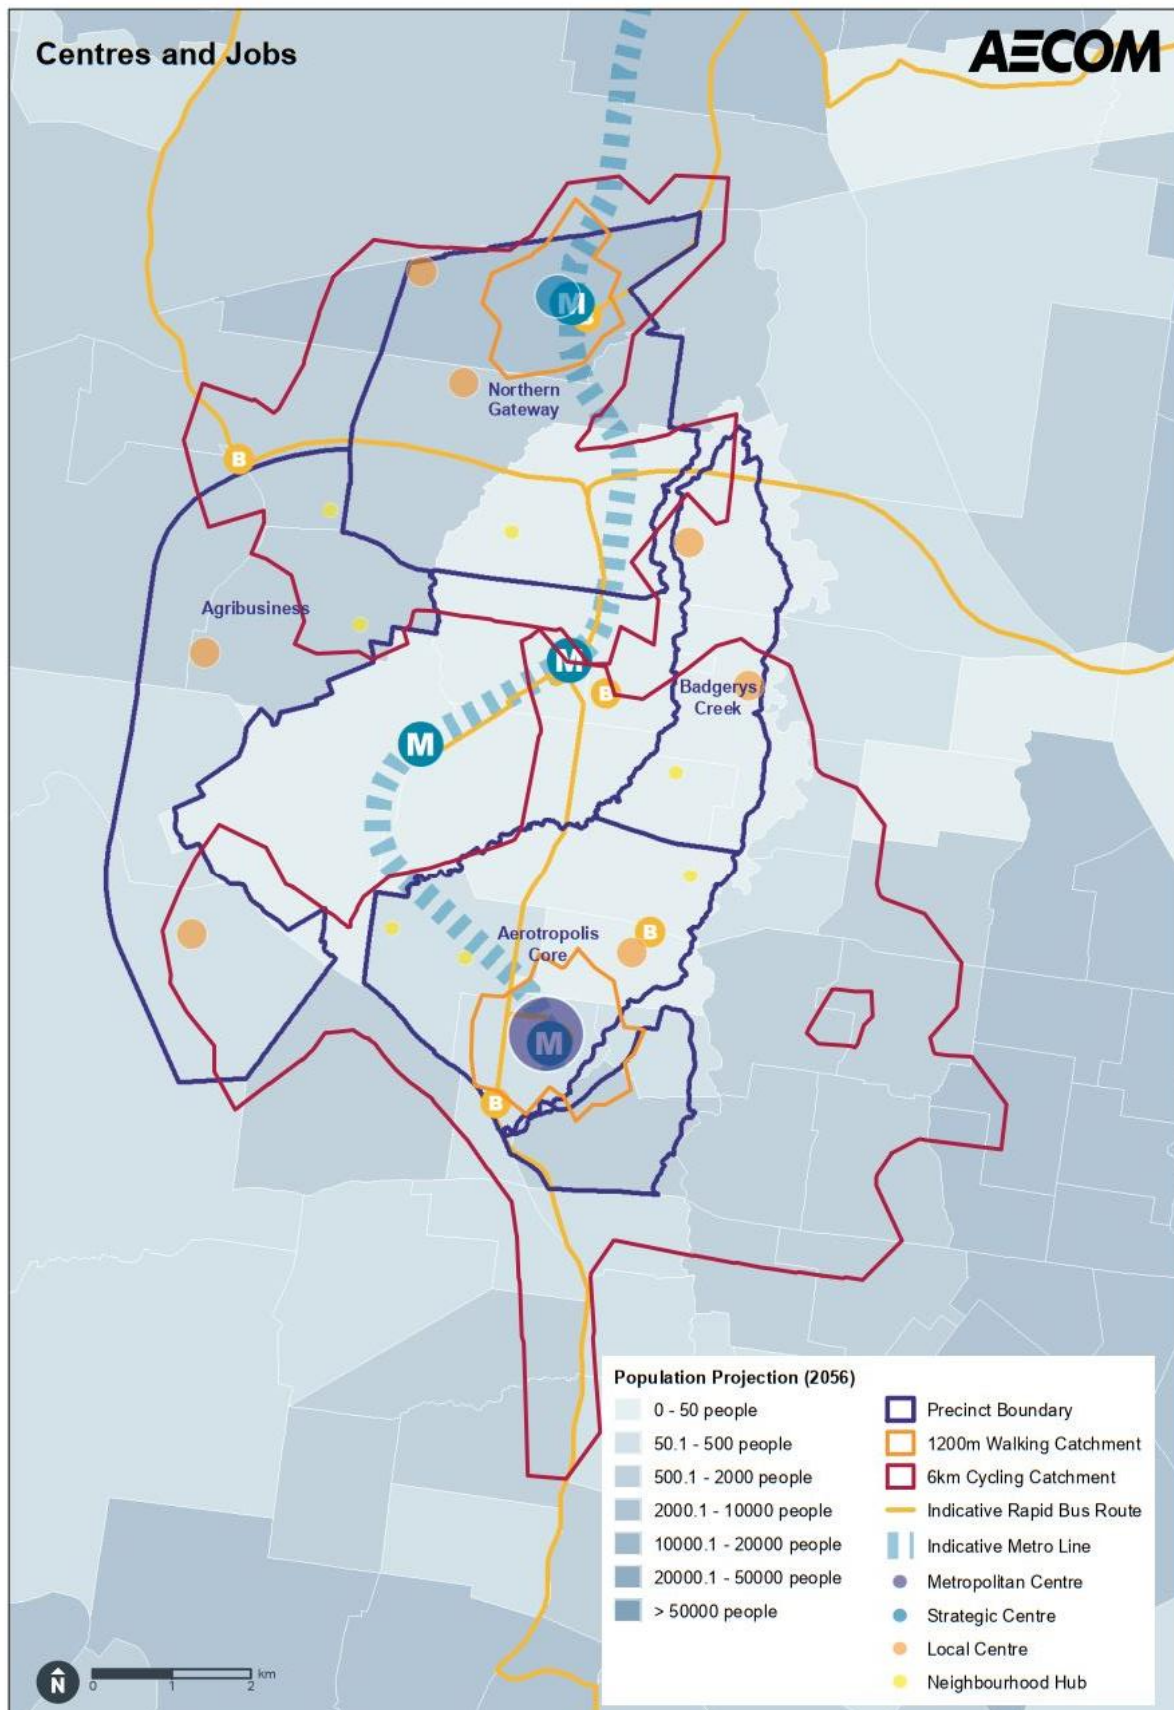 Centres and Jobs
AECOM
M
B
Northern
Gateway
B
Agribusiness
M
B
Badgerys
Creek
M
Aerotropolis
Core
B
M
B
Population Projection (2056)
0 - 50 people
50.1 - 500 people
500.1 - 2000 people
2000.1 - 10000 people
10000.1 - 20000 people
20000.1 - 50000 people
> 50000 people
Precinct Boundary
1200m Walking Catchment
6km Cycling Catchment
Indicative Rapid Bus Route
Indicative Metro Line
Metropolitan Centre
Strategic Centre
Local Centre
Neighbourhood Hub
N
km
0 1 2